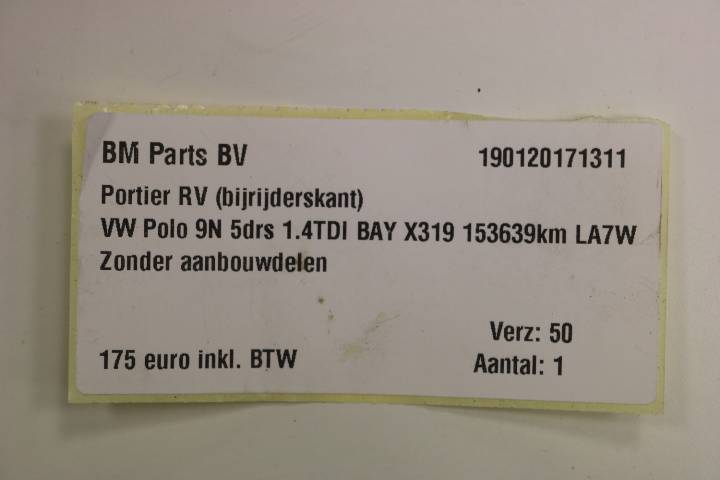 BM Parts BV 190120171311
Portier RV (bijrijderskant)
VW Polo 9N 5drs 1.4TDI BAY X319 153639km LA7W
Zonder aanbouwdelen
Verz: 50
175 euro inkl. BTW Aantal: 1